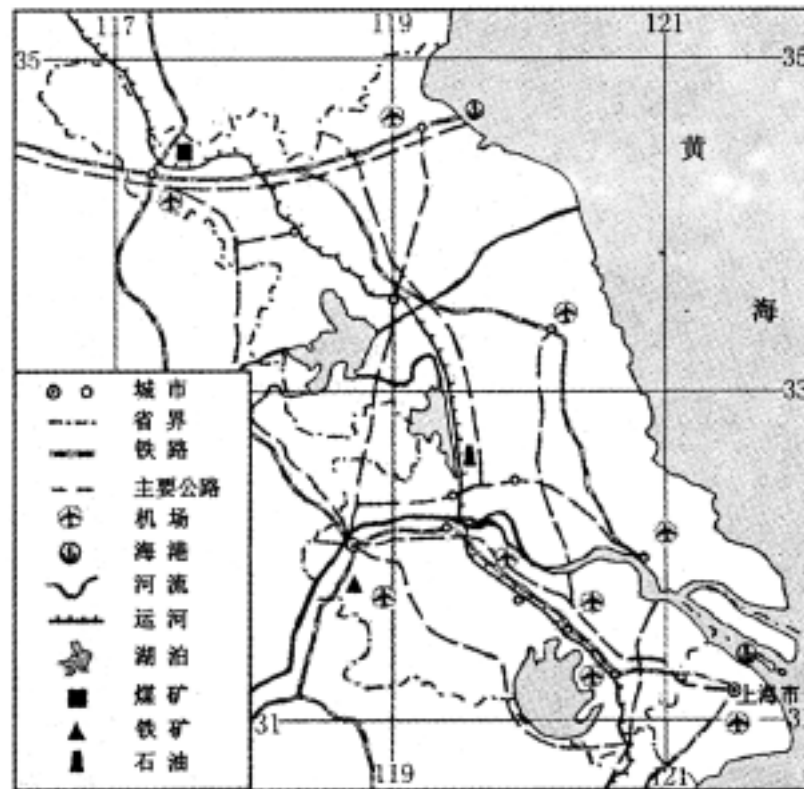 117 119 121
35 35
黄
海
33
城市
省界
铁路
主要公路
机场
海港
河流
运河
湖泊
煤矿
铁矿
石油
上海市
31 31
119 121